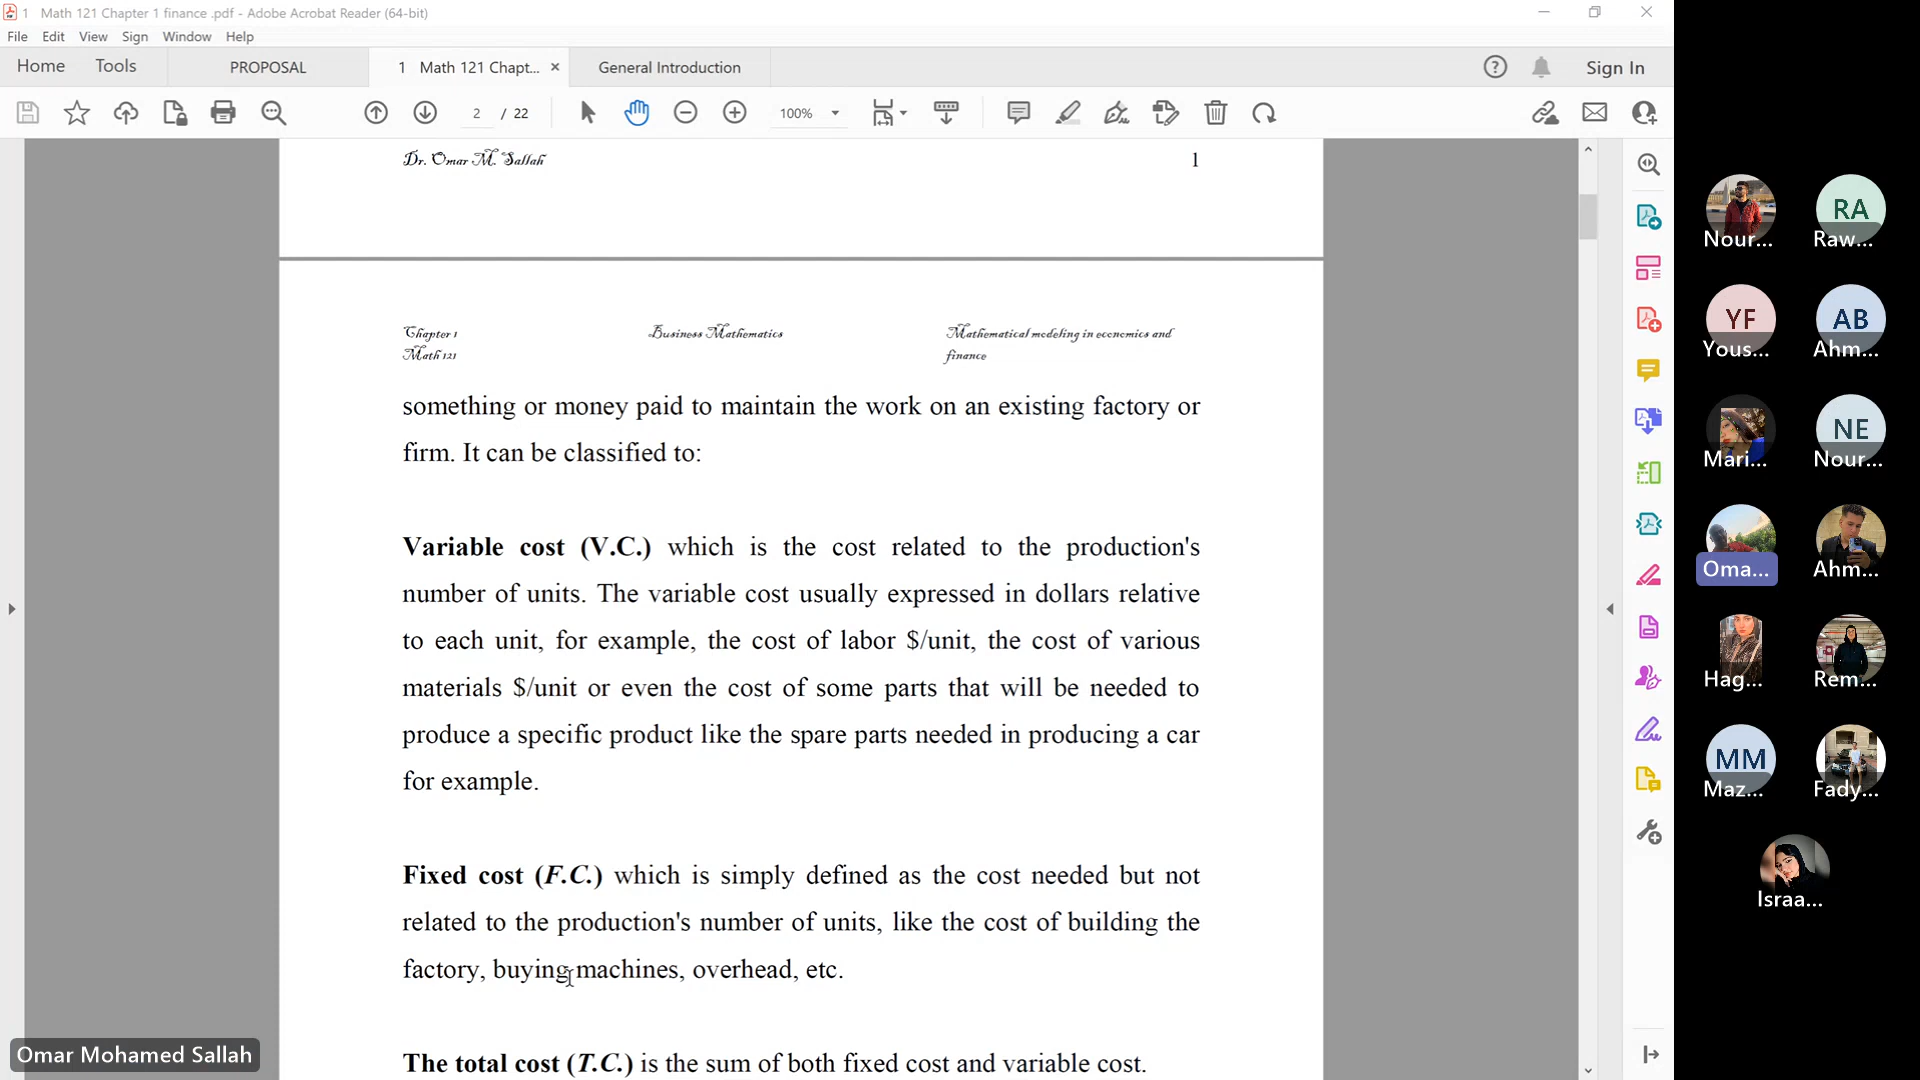 1   Math 121 Chapter 1 finance .pdf - Adobe Acrobat Reader (64-bit)
File Edit View Sign Window Help
Home Tools PROPOSAL 1   Math 121 Chapt... × General Introduction Sign In
2 / 22 100%
Dr. Omar M. Sallah 1
Chapter 1 Business Mathematics Mathematical modeling in economics and
Math 121 finance
something or money paid to maintain the work on an existing factory or
firm. It can be classified to:
Variable cost (V.C.) which is the cost related to the production's
number of units. The variable cost usually expressed in dollars relative
to each unit, for example, the cost of labor $/unit, the cost of various
materials $/unit or even the cost of some parts that will be needed to
produce a specific product like the spare parts needed in producing a car
for example.
Fixed cost (F.C.) which is simply defined as the cost needed but not
related to the production's number of units, like the cost of building the
factory, buying machines, overhead, etc.
The total cost (T.C.) is the sum of both fixed cost and variable cost.
Omar Mohamed Sallah
RA
Nour... Raw...
YF AB
Yous... Ahm...
NE
Mari... Nour...
Oma... Ahm...
Hag... Rem...
MM
Maz... Fady...
Israa...